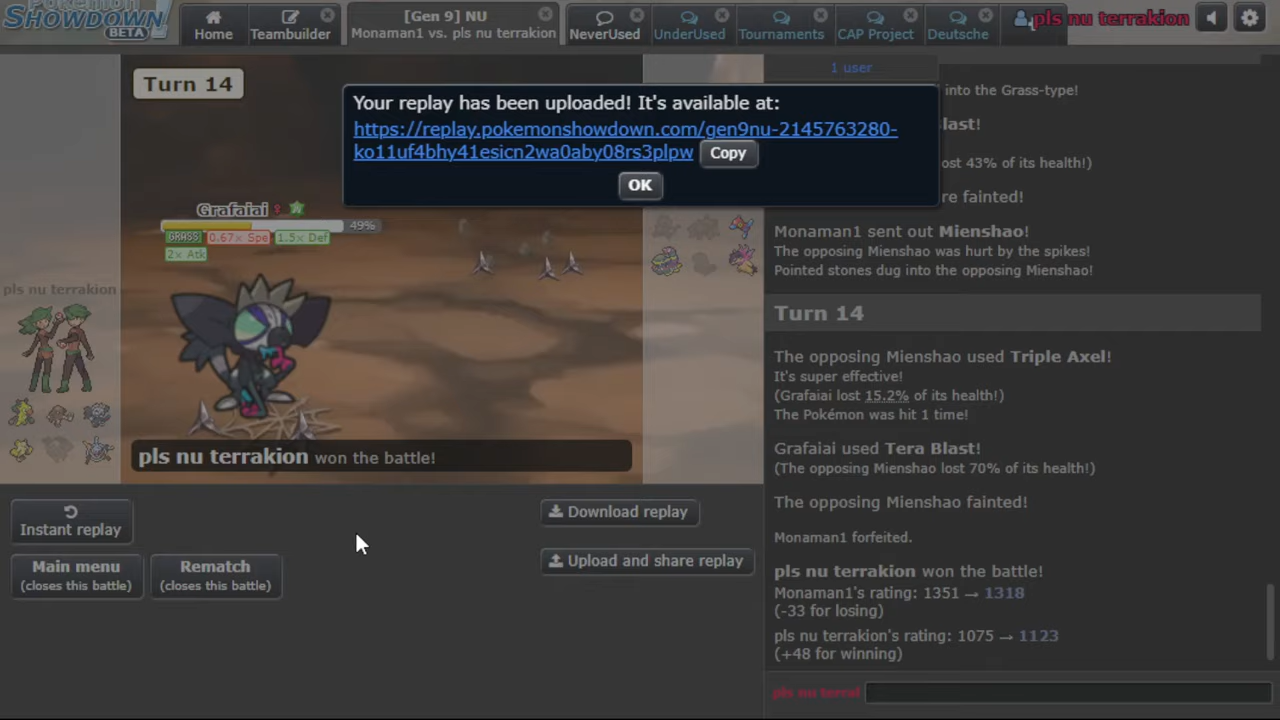 Pokémon
SHOWDOWN
BETA
Home
Teambuilder
[Gen 9] NU
Monaman1 vs. pls nu terrakion
NeverUsed
UnderUsed
Tournaments
CAP Project
Deutsche
pls nu terrakion
Turn 14
Your replay has been uploaded! It's available at:
https://replay.pokemonshowdown.com/gen9nu-2145763280-
ko11uf4bhy41esicn2wa0aby08rs3plpw
Copy
OK
Grafaiai
49%
GRASS 0.67× Spe 1.5× Def
2× Atk
pls nu terrakion
pls nu terrakion won the battle!
Instant replay
Download replay
Main menu
(closes this battle)
Rematch
(closes this battle)
Upload and share replay
1 user
into the Grass-type!
last!
ost 43% of its health!)
re fainted!
Monaman1 sent out Mienshao!
The opposing Mienshao was hurt by the spikes!
Pointed stones dug into the opposing Mienshao!
Turn 14
The opposing Mienshao used Triple Axel!
It's super effective!
(Grafaiai lost 15.2% of its health!)
The Pokémon was hit 1 time!
Grafaiai used Tera Blast!
(The opposing Mienshao lost 70% of its health!)
The opposing Mienshao fainted!
Monaman1 forfeited.
pls nu terrakion won the battle!
Monaman1's rating: 1351 → 1318
(-33 for losing)
pls nu terrakion's rating: 1075 → 1123
(+48 for winning)
pls nu terral